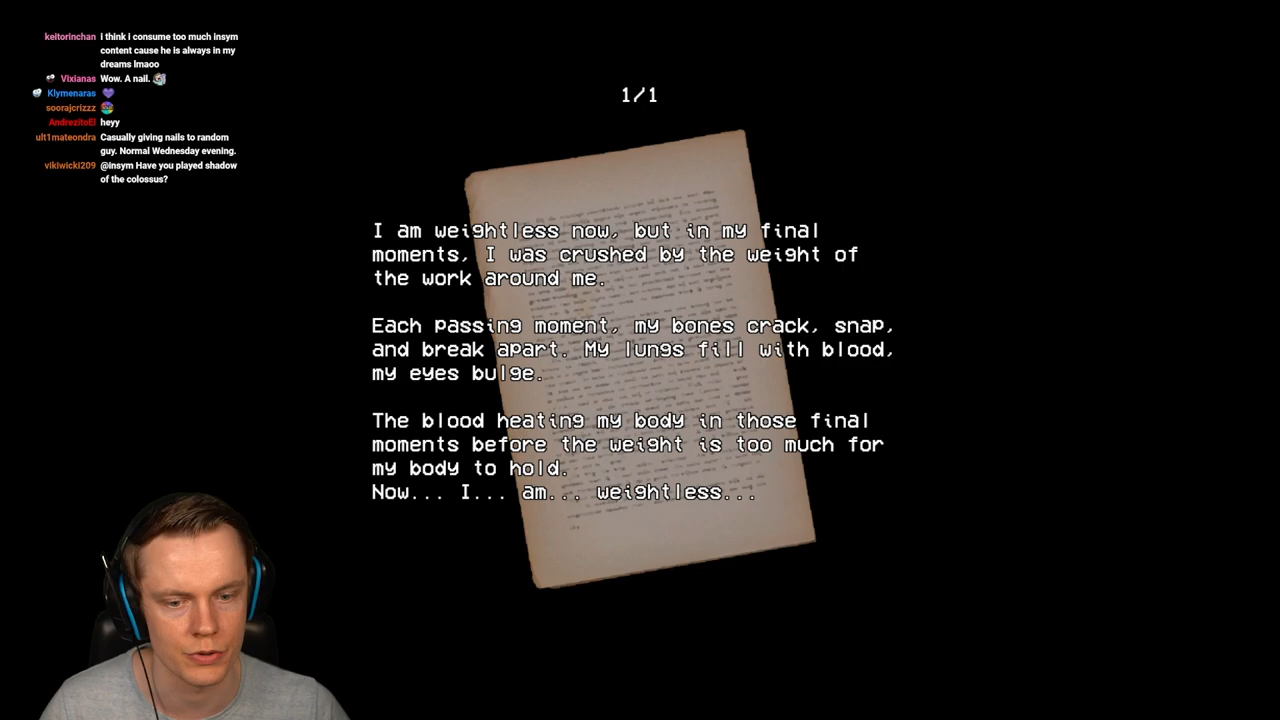 keitorinchan i think i consume too much insym
content cause he is always in my
dreams lmaoo
Vixianas Wow. A nail.
Klymenaras
soorajcrizzz
AndrezitoEl heyy
ult1mateondra Casually giving nails to random
guy. Normal Wednesday evening.
vikiwicki209 @Insym Have you played shadow
of the colossus?
1/1
I am weightless now, but in my final
moments, I was crushed by the weight of
the work around me.
Each passing moment, my bones crack, snap,
and break apart. My lungs fill with blood,
my eyes bulge.
The blood heating my body in those final
moments before the weight is too much for
my body to hold.
Now... I... am... weightless...